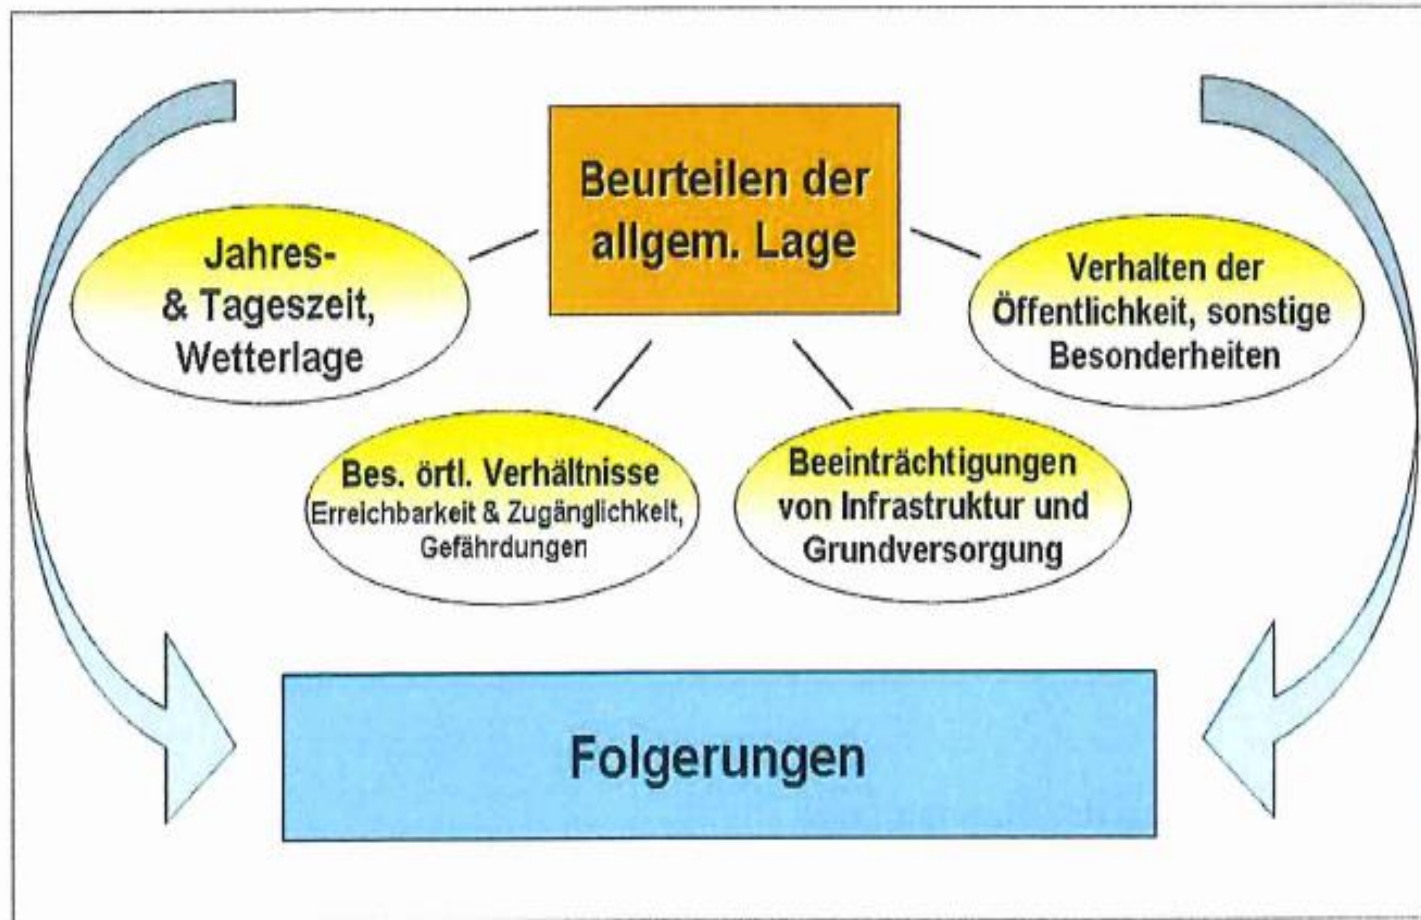 Beurteilen der
allgem. Lage
Jahres-
& Tageszeit,
Wetterlage
Verhalten der
Öffentlichkeit, sonstige
Besonderheiten
Bes. örtl. Verhältnisse
Erreichbarkeit & Zugänglichkeit,
Gefährdungen
Beeinträchtigungen
von Infrastruktur und
Grundversorgung
Folgerungen